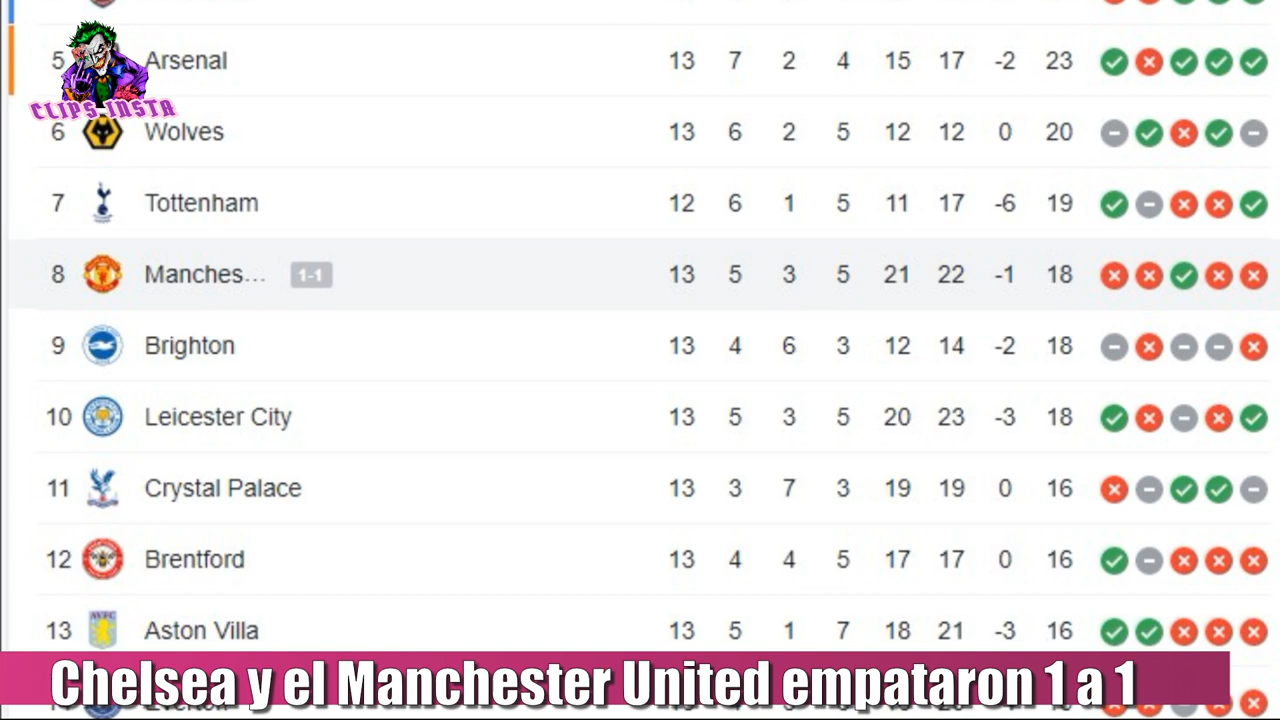 5 Arsenal 13 7 2 4 15 17 -2 23
CLIPS INSTA
6 Wolves 13 6 2 5 12 12 0 20
7 Tottenham 12 6 1 5 11 17 -6 19
8 Manches... 1-1 13 5 3 5 21 22 -1 18
9 Brighton 13 4 6 3 12 14 -2 18
10 Leicester City 13 5 3 5 20 23 -3 18
11 Crystal Palace 13 3 7 3 19 19 0 16
12 Brentford 13 4 4 5 17 17 0 16
AVFC
13 Aston Villa 13 5 1 7 18 21 -3 16
Chelsea y el Manchester United empataron 1 a 1